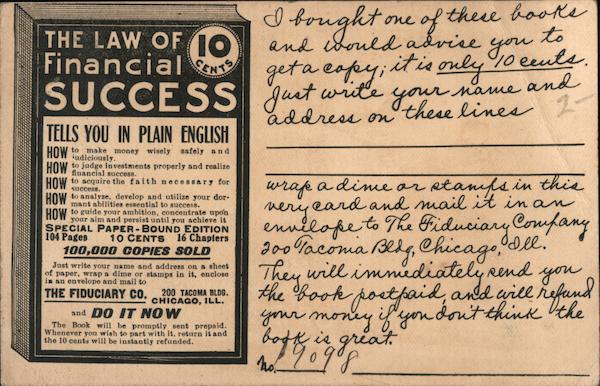 THE LAW OF
Financial
SUCCESS
10
CENTS
TELLS YOU IN PLAIN ENGLISH
HOW to make money wisely safely and
judiciously.
HOW to judge investments properly and realize
financial success.
HOW to acquire the faith necessary for
success.
HOW to analyze, develop and utilize your dor-
mant abilities essential to success.
HOW to guide your ambition, concentrate upon
your aim and persist until you achieve it
SPECIAL PAPER-BOUND EDITION
104 Pages 10 CENTS 16 Chapters
100,000 COPIES SOLD
Just write your name and address on a sheet
of paper, wrap a dime or stamps in it, enclose
in an envelope and mail to
THE FIDUCIARY CO. 200 TACOMA BLDG.
CHICAGO, ILL.
and DO IT NOW
The Book will be promptly sent prepaid.
Whenever you wish to part with it, return it and
the 10 cents will be instantly refunded.
I bought one of these books
and would advise you to
get a copy; it is only 10 cents.
Just write your name and
address on these lines
2-
wrap a dime or stamps in this
very card and mail it in an
envelope to The Fiduciary Company
200 Tacoma Bldg, Chicago, Ill.
They will immediately send you
the book postpaid, and will refund
your money if you don't think the
book is great.
No. 19098